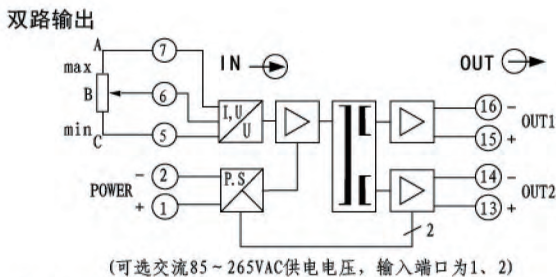 双路输出
A
7
IN
OUT
max
B
6
I,U
U
16 -
OUT1
15 +
min
C
5
POWER
- 2
P.S
14 -
OUT2
+ 1
13 +
2
(可选交流85~265VAC供电电压, 输入端口为1、2)